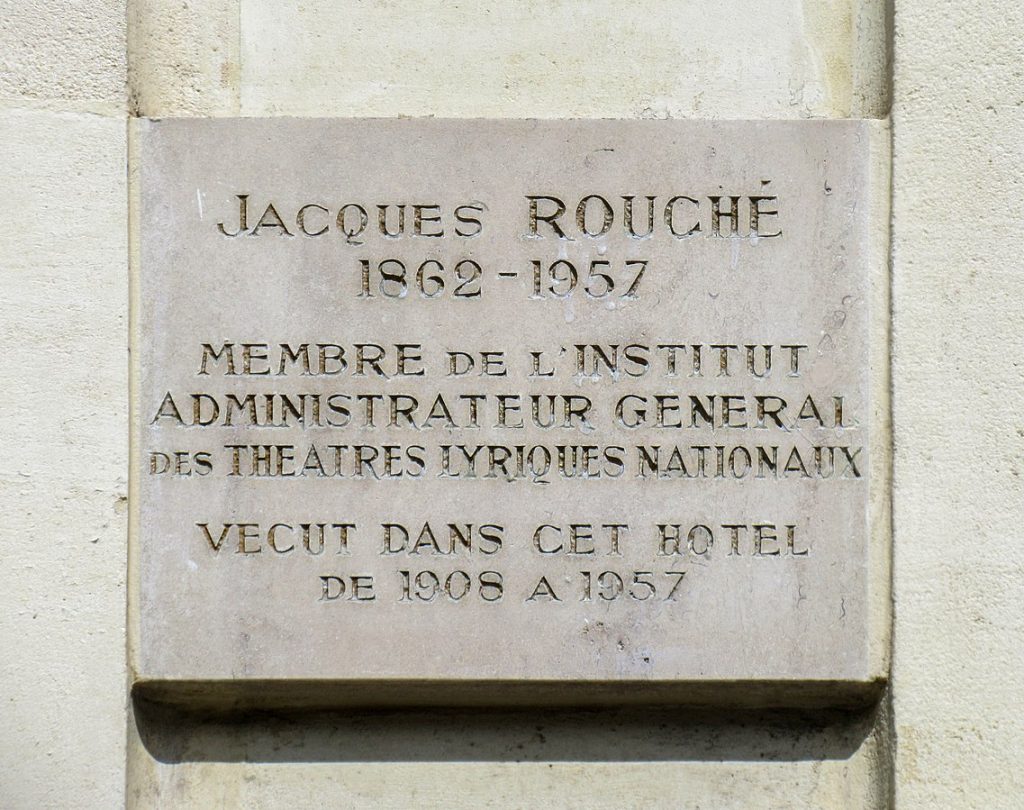 JACQUES ROUCHÉ
1862-1957
MEMBRE DE L'INSTITUT
ADMINISTRATEUR GENERAL
DES THEATRES LYRIQUES NATIONAUX
VECUT DANS CET HOTEL
DE 1908 A 1957